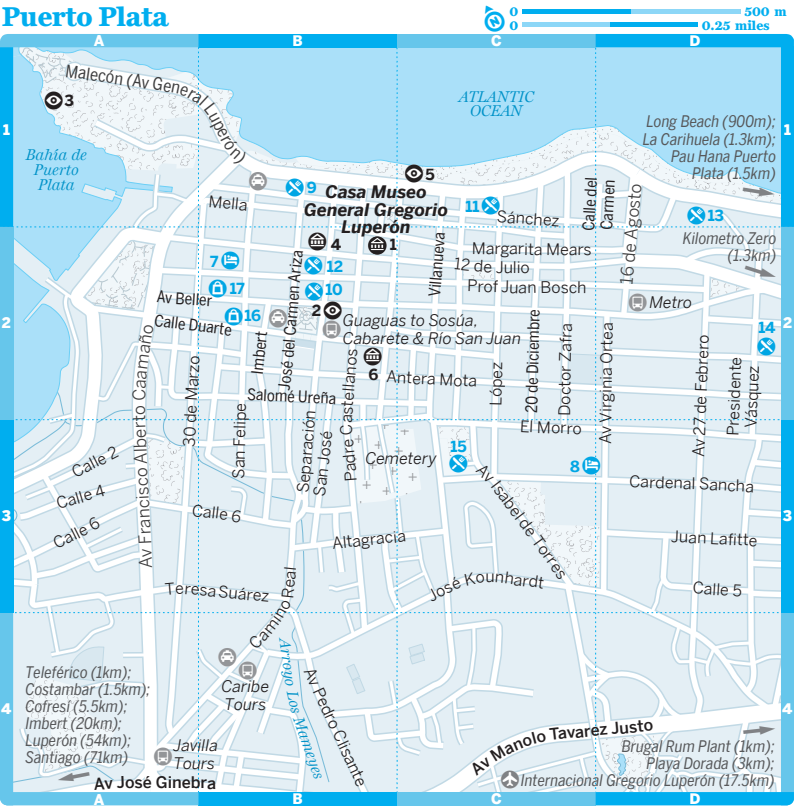 Puerto Plata
0 500 m
0 0.25 miles
A B C D
1
2
3
4
1
2
3
4
A B C D
Malecón (Av General Luperón)
3
ATLANTIC
OCEAN
Bahía de
Puerto
Plata
Long Beach (900m);
La Carihuela (1.3km);
Pau Hana Puerto
Plata (1.5km)
5
9
Casa Museo
General Gregorio
Luperón
11
Sánchez
Calle del
Carmen
16 de Agosto
13
Mella
Kilometro Zero
(1.3km)
4
1
Margarita Mears
7
12
12 de Julio
Villanueva
17
10
Prof Juan Bosch
Av Beller
2
Metro
16
Calle Duarte
Guaguas to Sosúa,
Cabarete & Río San Juan
14
José del Carmen Ariza
Imbert
6
Antera Mota
López
20 de Diciembre
Doctor Zafra
Av Virginia Ortea
Av 27 de Febrero
Presidente
Vásquez
Salomé Ureña
30 de Marzo
San Felipe
Separación
San José
Padre Castellanos
El Morro
Av Francisco Alberto Caamaño
Calle 2
Calle 4
Calle 6
Calle 6
Cemetery
15
8
Av Isabel de Torres
Cardenal Sancha
Altagracia
Juan Lafitte
Teresa Suárez
José Kounhardt
Calle 5
Camino Real
Arroyo Los Mameyes
Av Pedro Clisante
Caribe
Tours
Teleférico (1km);
Costambar (1.5km);
Cofresí (5.5km);
Imbert (20km);
Luperón (54km);
Santiago (71km)
Javilla
Tours
Av José Ginebra
Av Manolo Tavarez Justo
Brugal Rum Plant (1km);
Playa Dorada (3km);
Internacional Gregorio Luperón (17.5km)